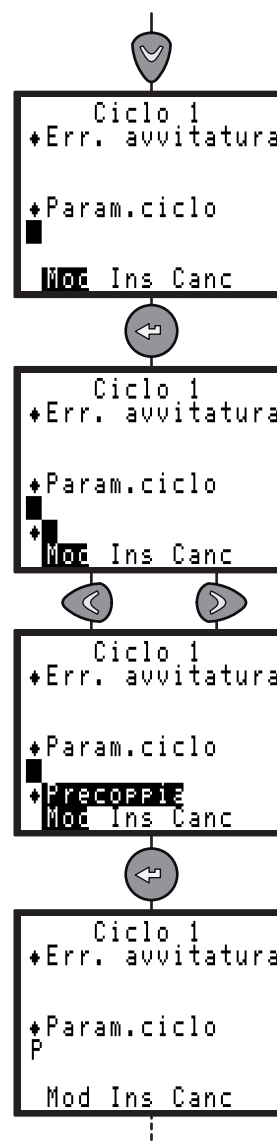 Ciclo 1
♦Err. avvitatura
♦Param.ciclo
Mod Ins Canc
Ciclo 1
♦Err. avvitatura
♦Param.ciclo
♦
Mod Ins Canc
Ciclo 1
♦Err. avvitatura
♦Param.ciclo
♦Precoppia
Mod Ins Canc
Ciclo 1
♦Err. avvitatura
♦Param.ciclo
P
Mod Ins Canc